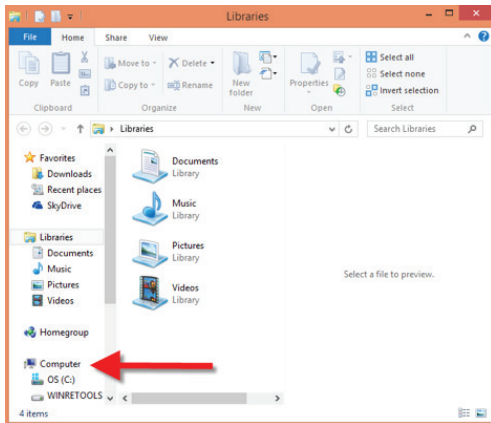 Libraries
File Home Share View
Copy Paste Move to Copy to Delete Rename New folder Properties Select all Select none Invert selection
Clipboard Organize New Open Select
Libraries Search Libraries
Favorites
Downloads
Recent places
SkyDrive
Libraries
Documents
Music
Pictures
Videos
Homegroup
Computer
OS (C:)
WINRETOOLS
Documents
Library
Music
Library
Pictures
Library
Videos
Library
Select a file to preview.
4 items